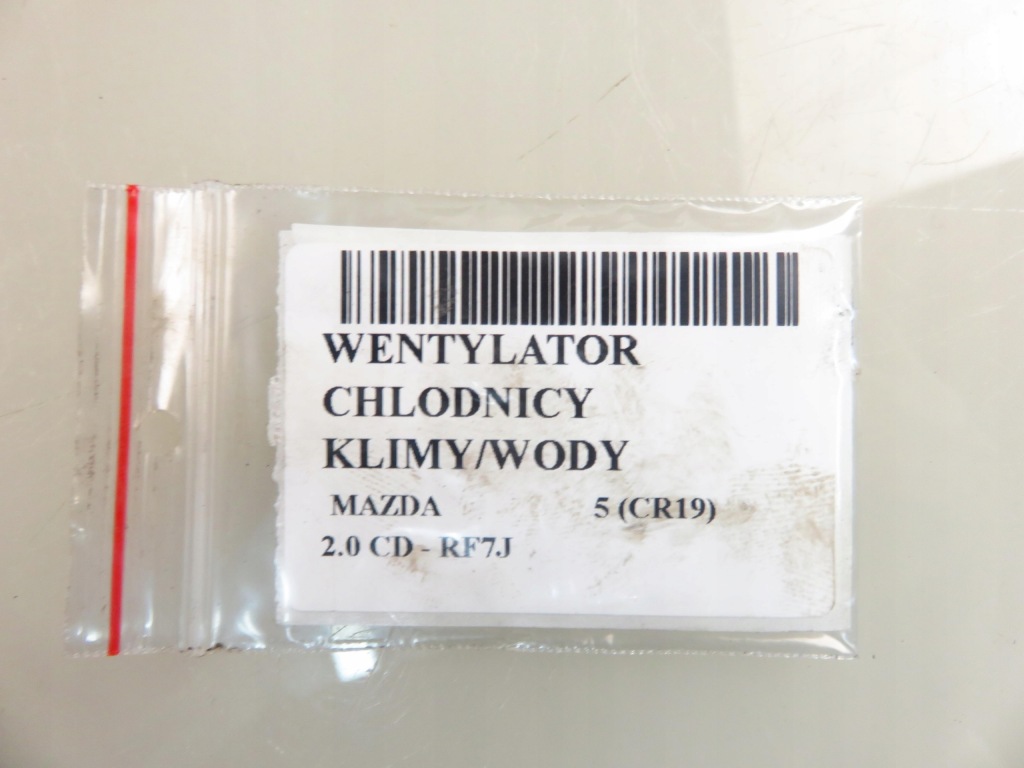 WENTYLATOR
CHLODNICY
KLIMY/WODY
MAZDA 5 (CR19)
2.0 CD - RF7J